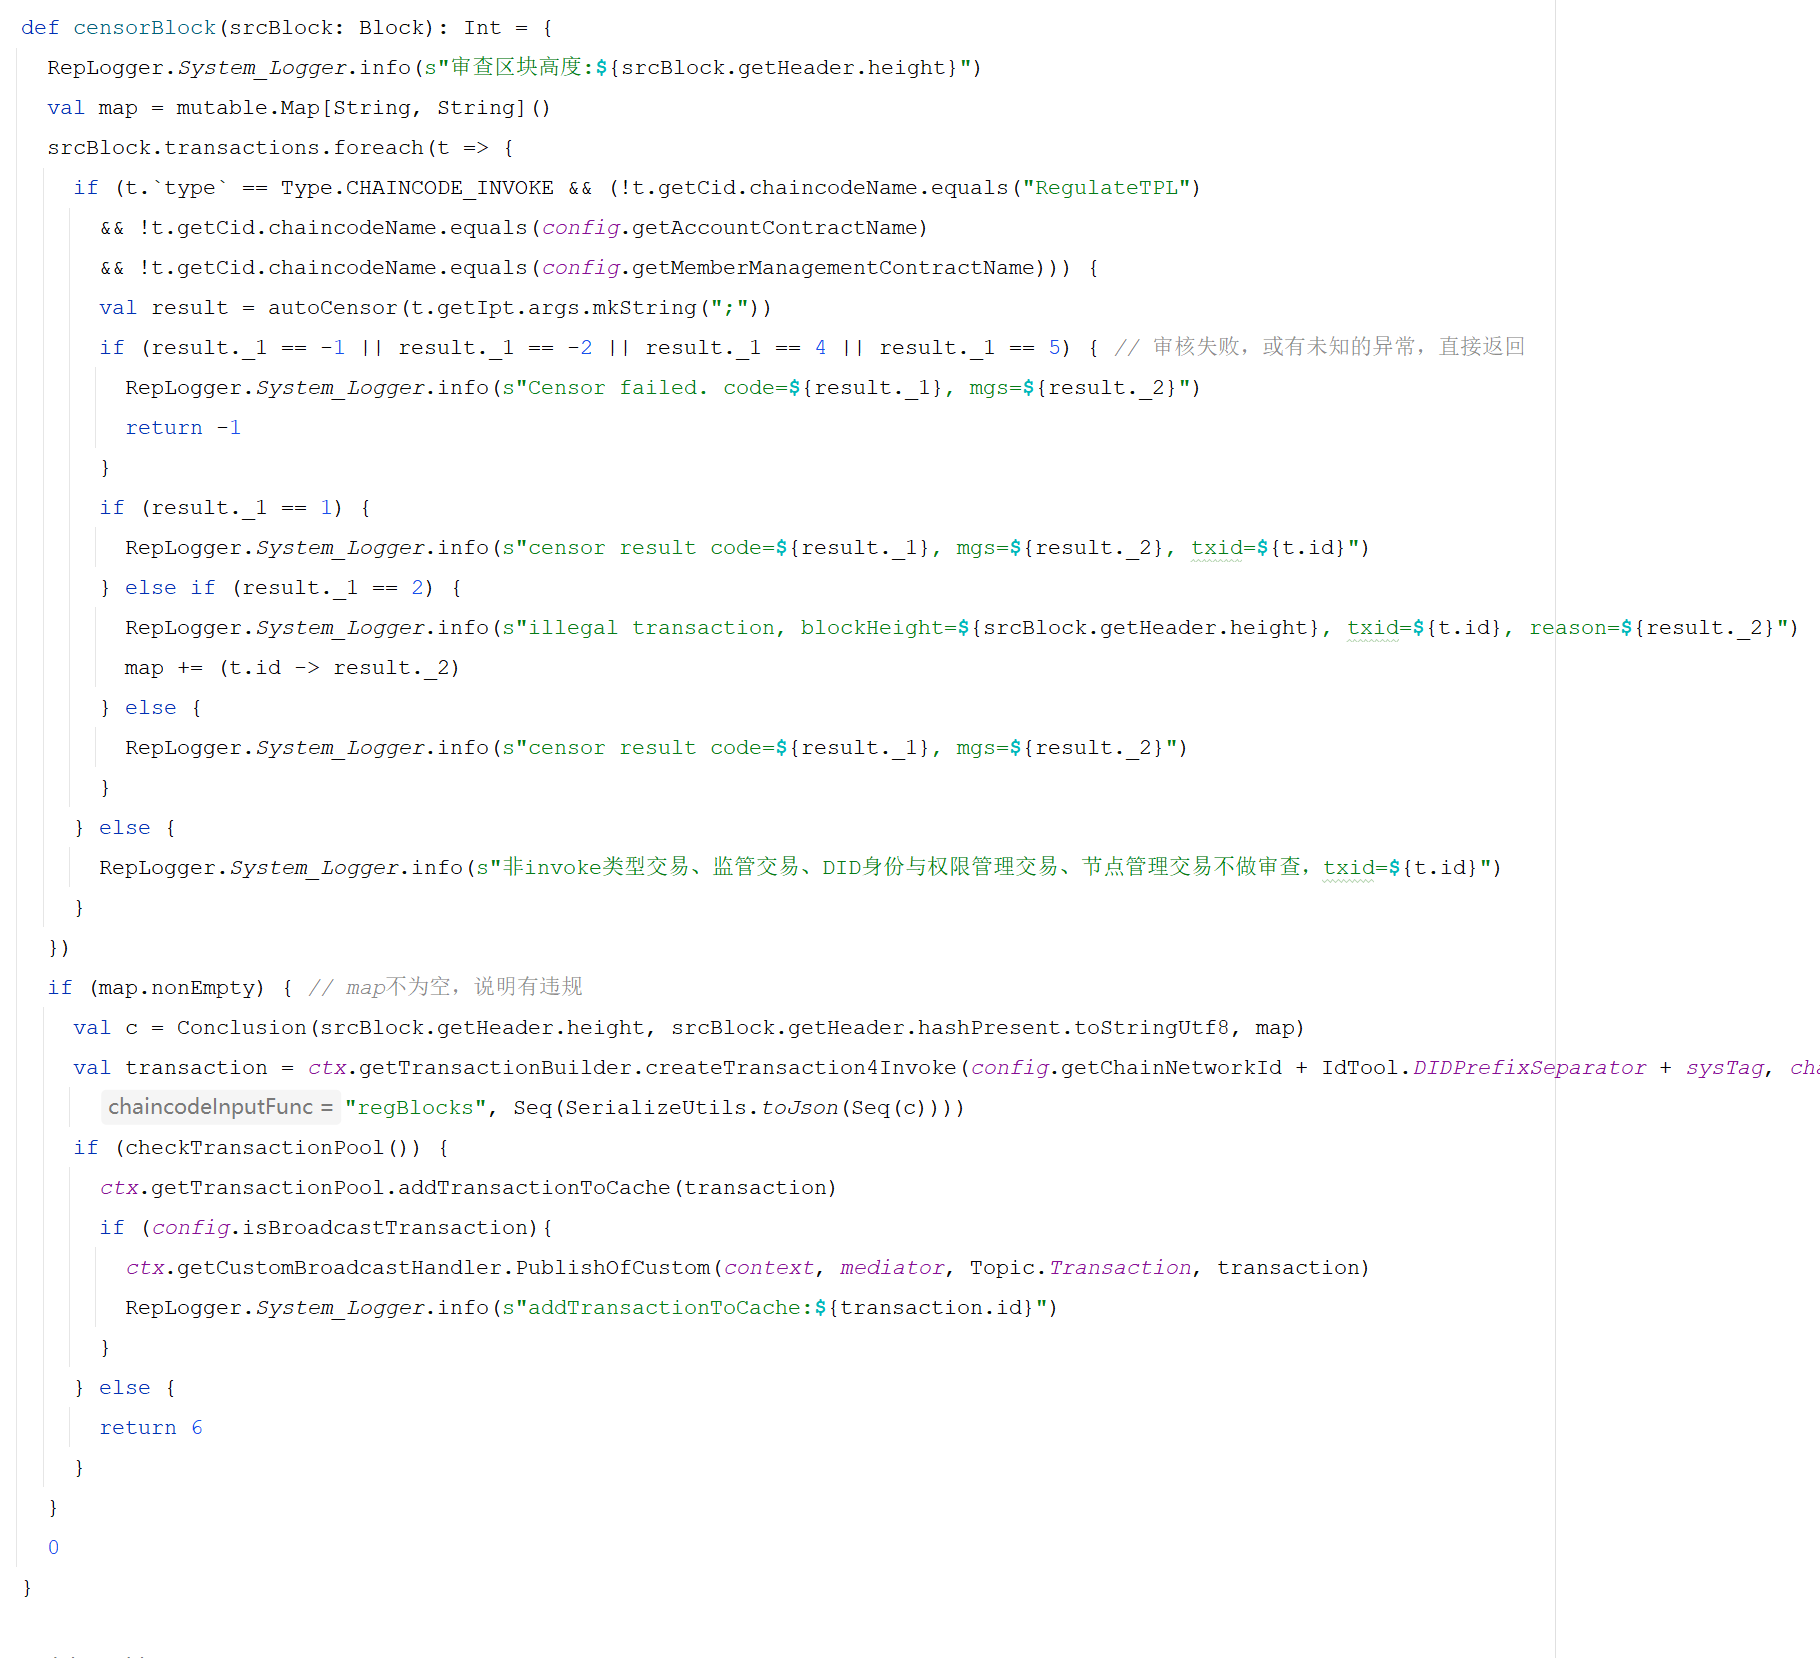 def censorBlock(srcBlock: Block): Int = {
RepLogger.System_Logger.info(s"审查区块高度:${srcBlock.getHeader.height}")
val map = mutable.Map[String, String]()
srcBlock.transactions.foreach(t => {
if (t.`type` == Type.CHAINCODE_INVOKE && (!t.getCid.chaincodeName.equals("RegulateTPL")
&& !t.getCid.chaincodeName.equals(config.getAccountContractName)
&& !t.getCid.chaincodeName.equals(config.getMemberManagementContractName))) {
val result = autoCensor(t.getIpt.args.mkString(";"))
if (result._1 == -1 || result._1 == -2 || result._1 == 4 || result._1 == 5) { // 审核失败，或有未知的异常，直接返回
RepLogger.System_Logger.info(s"Censor failed. code=${result._1}, mgs=${result._2}")
return -1
}
if (result._1 == 1) {
RepLogger.System_Logger.info(s"censor result code=${result._1}, mgs=${result._2}, txid=${t.id}")
} else if (result._1 == 2) {
RepLogger.System_Logger.info(s"illegal transaction, blockHeight=${srcBlock.getHeader.height}, txid=${t.id}, reason=${result._2}")
map += (t.id -> result._2)
} else {
RepLogger.System_Logger.info(s"censor result code=${result._1}, mgs=${result._2}")
}
} else {
RepLogger.System_Logger.info(s"非invoke类型交易、监管交易、DID身份与权限管理交易、节点管理交易不做审查，txid=${t.id}")
}
})
if (map.nonEmpty) { // map不为空，说明有违规
val c = Conclusion(srcBlock.getHeader.height, srcBlock.getHeader.hashPresent.toStringUtf8, map)
val transaction = ctx.getTransactionBuilder.createTransaction4Invoke(config.getChainNetworkId + IdTool.DIDPrefixSeparator + sysTag,
chaincodeInputFunc = "regBlocks", Seq(SerializeUtils.toJson(Seq(c))))
if (checkTransactionPool()) {
ctx.getTransactionPool.addTransactionToCache(transaction)
if (config.isBroadcastTransaction){
ctx.getCustomBroadcastHandler.PublishOfCustom(context, mediator, Topic.Transaction, transaction)
RepLogger.System_Logger.info(s"addTransactionToCache:${transaction.id}")
}
} else {
return 6
}
}
0
}